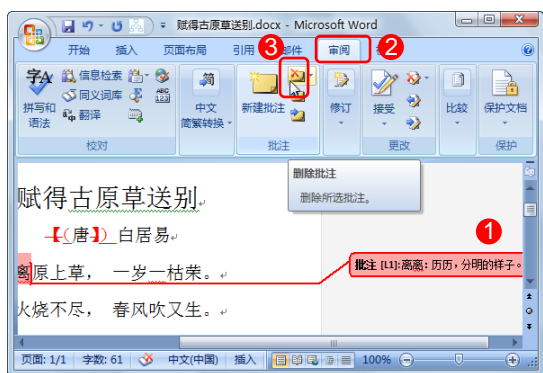 赋得古原草送别.docx - Microsoft Word
开始 插入 页面布局 引用 ③ 邮件 审阅 ②
字A 信息检索
拼写和语法 同义词库
翻译
校对
简 中文简繁转换
新建批注
批注
修订
接受
更改
比较
保护文档
保护
删除批注
删除所选批注。
赋得古原草送别
【(唐】)白居易
①
离原上草， 一岁一枯荣。
批注 [L1]:离离：历历，分明的样子。
火烧不尽， 春风吹又生。
页面: 1/1 字数: 61 中文(中国) 插入 100%